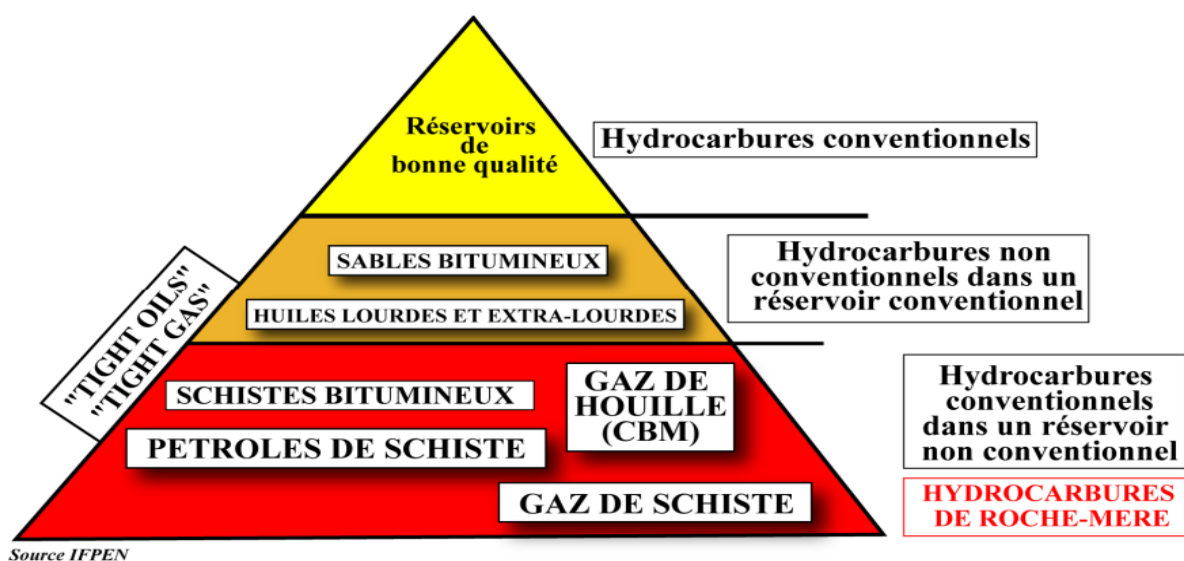 Réservoirs
de
bonne qualité
Hydrocarbures conventionnels
SABLES BITUMINEUX
HUILES LOURDES ET EXTRA-LOURDES
Hydrocarbures non
conventionnels dans un
réservoir conventionnel
"TIGHT OILS"
"TIGHT GAS"
SCHISTES BITUMINEUX
PETROLES DE SCHISTE
GAZ DE
HOUILLE
(CBM)
GAZ DE SCHISTE
Hydrocarbures
conventionnels
dans un réservoir
non conventionnel
HYDROCARBURES
DE ROCHE-MERE
Source IFPEN